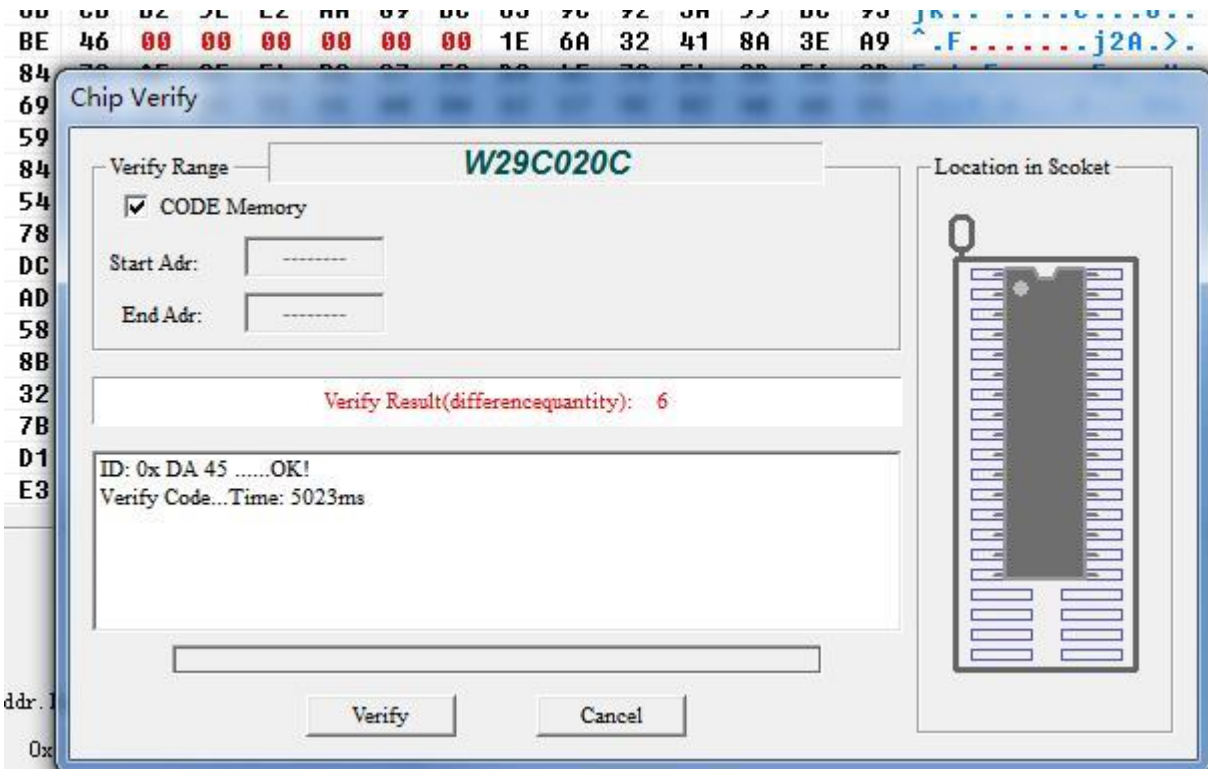 BE 46 00 00 00 00 00 00 1E 6A 32 41 8A 3E A9 ^.F.......j2A.>.
84
69
59
84
54
78
DC
AD
58
8B
32
7B
D1
E3
Chip Verify
Verify Range
W29C020C
Location in Scoket
CODE Memory
Start Adr: --------
End Adr: --------
Verify Result(differencequantity): 6
ID: 0x DA 45 ......OK!
Verify Code...Time: 5023ms
Verify
Cancel
ddr.
0x